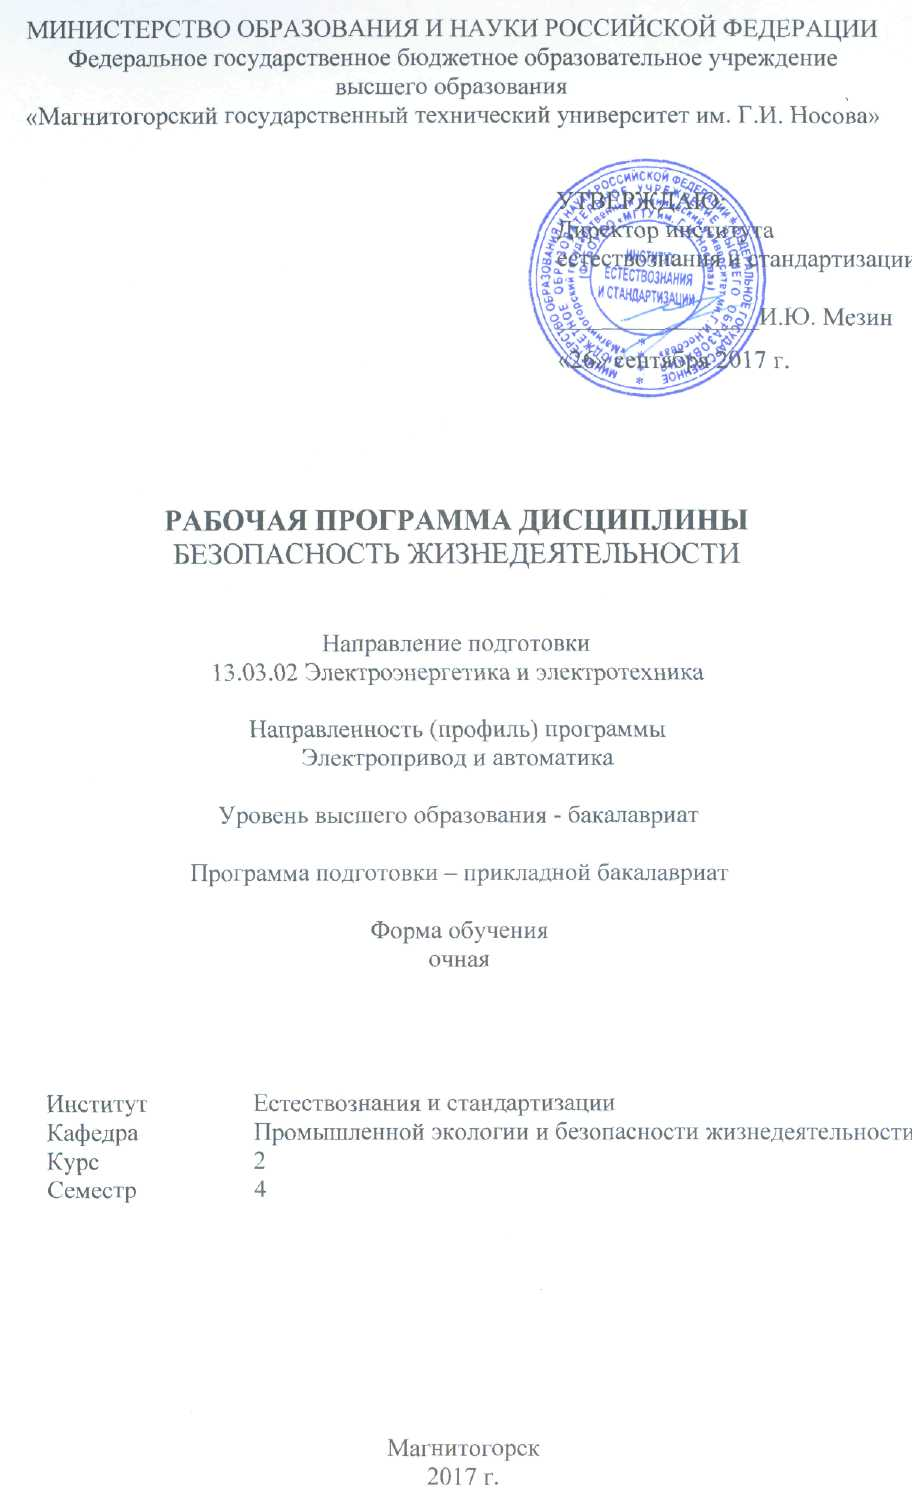 МИНИСТЕРСТВО ОБРАЗОВАНИЯ И НАУКИ РОССИЙСКОЙ ФЕДЕРАЦИИ
Федеральное государственное бюджетное образовательное учреждение
высшего образования
«Магнитогорский государственный технический университет им. Г.И. Носова»
УТВЕРЖДАЮ:
Директор института
естествознания и стандартизации
И.Ю. Мезин
«26» сентября 2017 г.
ИНСТИТУТ
ЕСТЕСТВОЗНАНИЯ
И СТАНДАРТИЗАЦИИ
РАБОЧАЯ ПРОГРАММА ДИСЦИПЛИНЫ
БЕЗОПАСНОСТЬ ЖИЗНЕДЕЯТЕЛЬНОСТИ
Направление подготовки
13.03.02 Электроэнергетика и электротехника
Направленность (профиль) программы
Электропривод и автоматика
Уровень высшего образования - бакалавриат
Программа подготовки – прикладной бакалавриат
Форма обучения
очная
Институт Естествознания и стандартизации
Кафедра Промышленной экологии и безопасности жизнедеятельности
Курс 2
Семестр 4
Магнитогорск
2017 г.